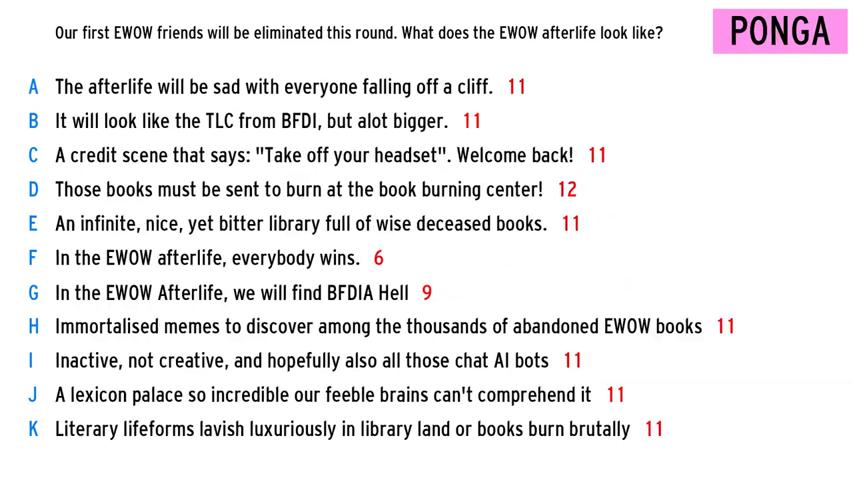 Our first EWOW friends will be eliminated this round. What does the EWOW afterlife look like?
PONGA
A The afterlife will be sad with everyone falling off a cliff. 11
B It will look like the TLC from BFDI, but alot bigger. 11
C A credit scene that says: "Take off your headset". Welcome back! 11
D Those books must be sent to burn at the book burning center! 12
E An infinite, nice, yet bitter library full of wise deceased books. 11
F In the EWOW afterlife, everybody wins. 6
G In the EWOW Afterlife, we will find BFDIA Hell 9
H Immortalised memes to discover among the thousands of abandoned EWOW books 11
I Inactive, not creative, and hopefully also all those chat AI bots 11
J A lexicon palace so incredible our feeble brains can't comprehend it 11
K Literary lifeforms lavish luxuriously in library land or books burn brutally 11